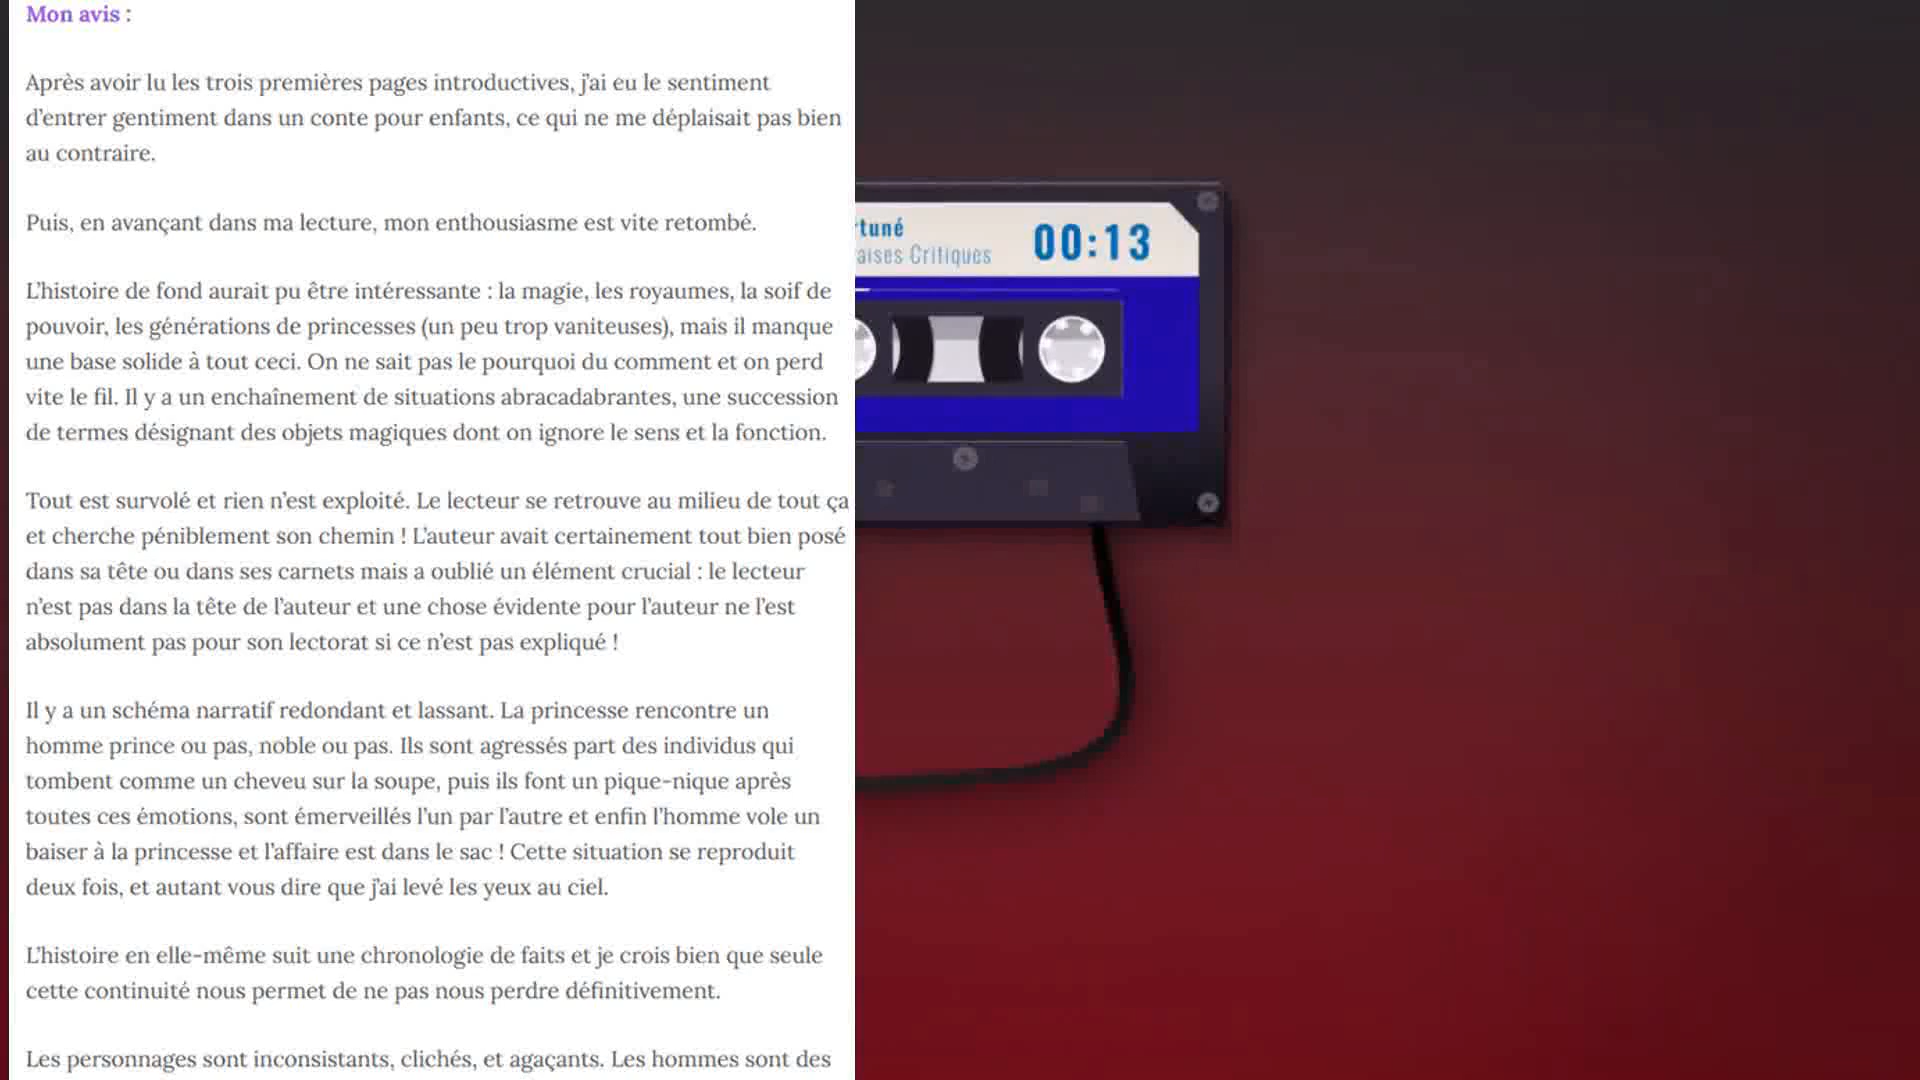 Mon avis :
Après avoir lu les trois premières pages introductives, j'ai eu le sentiment
d'entrer gentiment dans un conte pour enfants, ce qui ne me déplaisait pas bien
au contraire.
Puis, en avançant dans ma lecture, mon enthousiasme est vite retombé.
L'histoire de fond aurait pu être intéressante : la magie, les royaumes, la soif de
pouvoir, les générations de princesses (un peu trop vaniteuses), mais il manque
une base solide à tout ceci. On ne sait pas le pourquoi du comment et on perd
vite le fil. Il y a un enchaînement de situations abracadabrantes, une succession
de termes désignant des objets magiques dont on ignore le sens et la fonction.
Tout est survolé et rien n'est exploité. Le lecteur se retrouve au milieu de tout ça
et cherche péniblement son chemin ! L'auteur avait certainement tout bien posé
dans sa tête ou dans ses carnets mais a oublié un élément crucial : le lecteur
n'est pas dans la tête de l'auteur et une chose évidente pour l'auteur ne l'est
absolument pas pour son lectorat si ce n'est pas expliqué !
Il y a un schéma narratif redondant et lassant. La princesse rencontre un
homme prince ou pas, noble ou pas. Ils sont agressés part des individus qui
tombent comme un cheveu sur la soupe, puis ils font un pique-nique après
toutes ces émotions, sont émerveillés l'un par l'autre et enfin l'homme vole un
baiser à la princesse et l'affaire est dans le sac ! Cette situation se reproduit
deux fois, et autant vous dire que j'ai levé les yeux au ciel.
L'histoire en elle-même suit une chronologie de faits et je crois bien que seule
cette continuité nous permet de ne pas nous perdre définitivement.
Les personnages sont inconsistants, clichés, et agaçants. Les hommes sont des
rtuné
aises Critiques
00:13